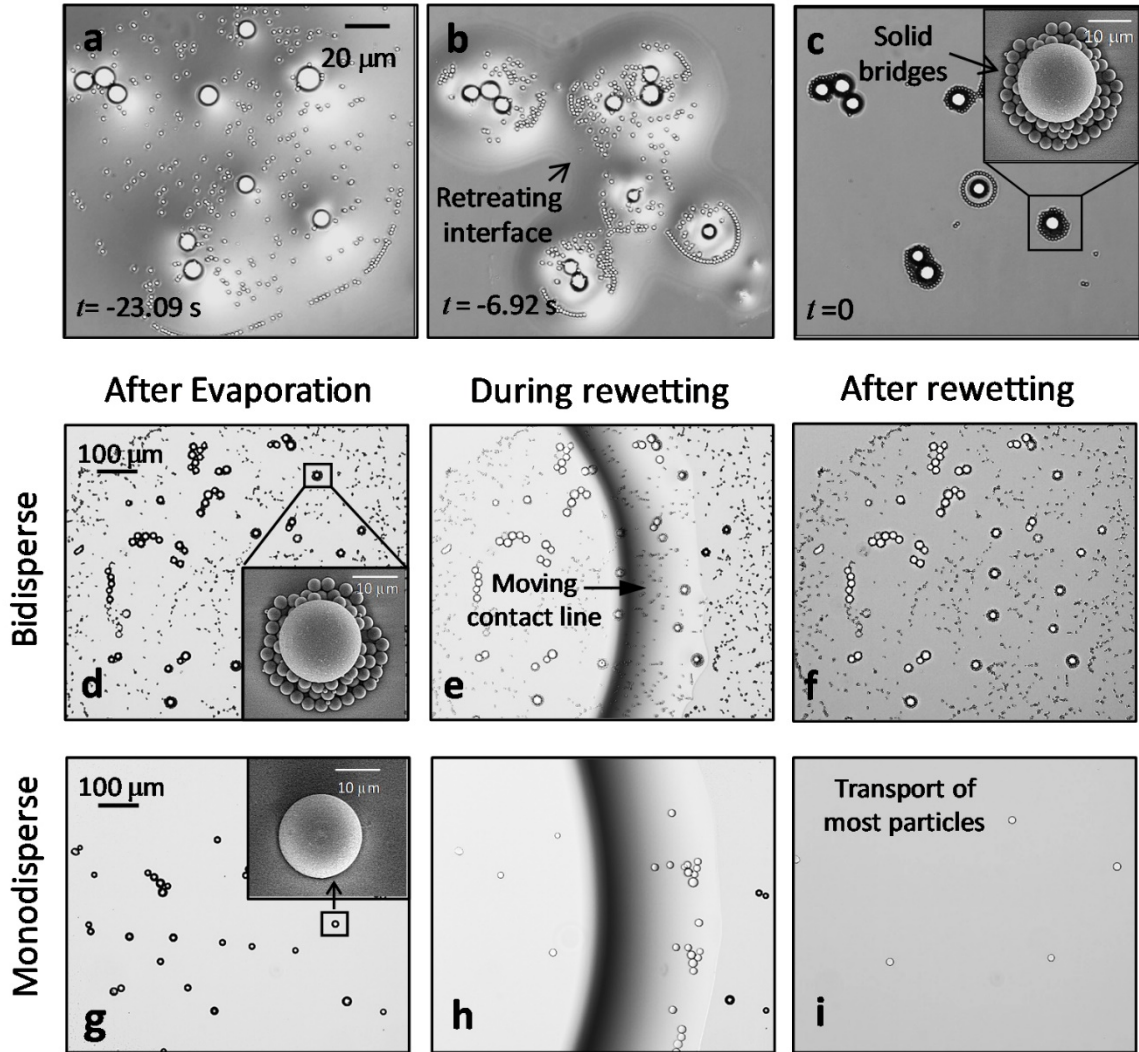 a
20 μm
t= -23.09 s
b
Retreating
interface
t = -6.92 s
c
Solid
bridges
10 μm
t =0
After Evaporation
During rewetting
After rewetting
Bidisperse
100 μm
10 μm
d
Moving
contact line
e
f
Monodisperse
100 μm
10 μm
g
h
Transport of
most particles
i